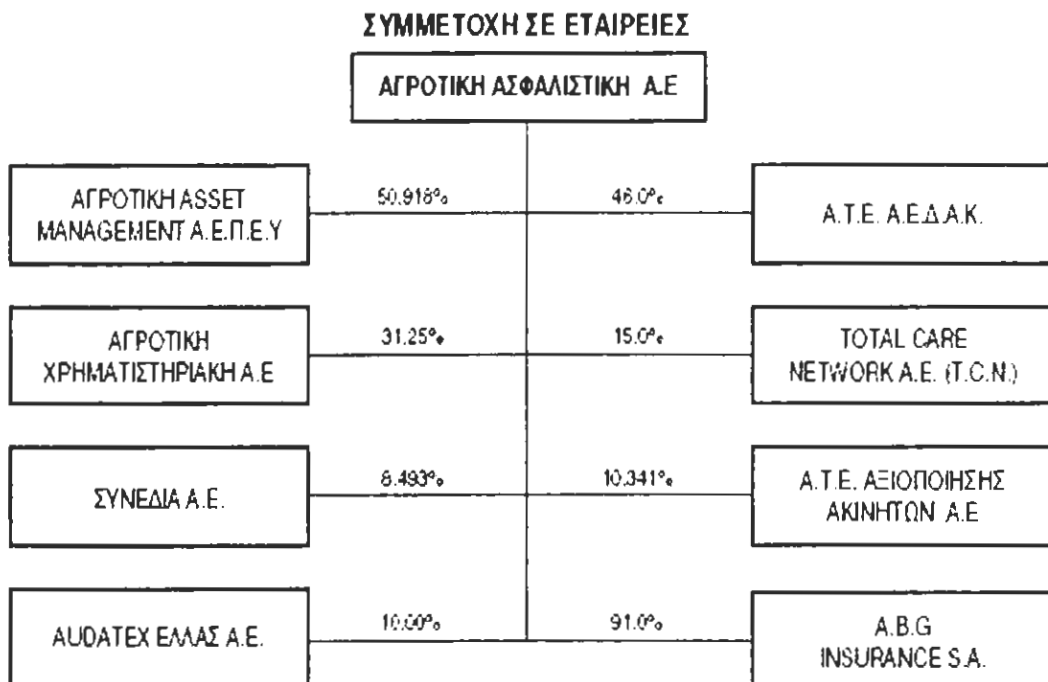 ΣΥΜΜΕΤΟΧΗ ΣΕ ΕΤΑΙΡΕΙΕΣ
ΑΓΡΟΤΙΚΗ ΑΣΦΑΛΙΣΤΙΚΗ Α.Ε
ΑΓΡΟΤΙΚΗ ASSET
MANAGEMENT Α.Ε.Π.Ε.Υ
50.918%
46.0%
Α.Τ.Ε. Α.Ε.Δ.Α.Κ.
ΑΓΡΟΤΙΚΗ
ΧΡΗΜΑΤΙΣΤΗΡΙΑΚΗ Α.Ε
31.25%
15.0%
TOTAL CARE
NETWORK Α.Ε. (T.C.N.)
ΣΥΝΕΔΙΑ Α.Ε.
8.493%
10.341%
Α.Τ.Ε. ΑΞΙΟΠΟΙΗΣΗΣ
ΑΚΙΝΗΤΩΝ Α.Ε
AUDATEX ΕΛΛΑΣ Α.Ε.
10.00%
91.0%
A.B.G
INSURANCE S.A.